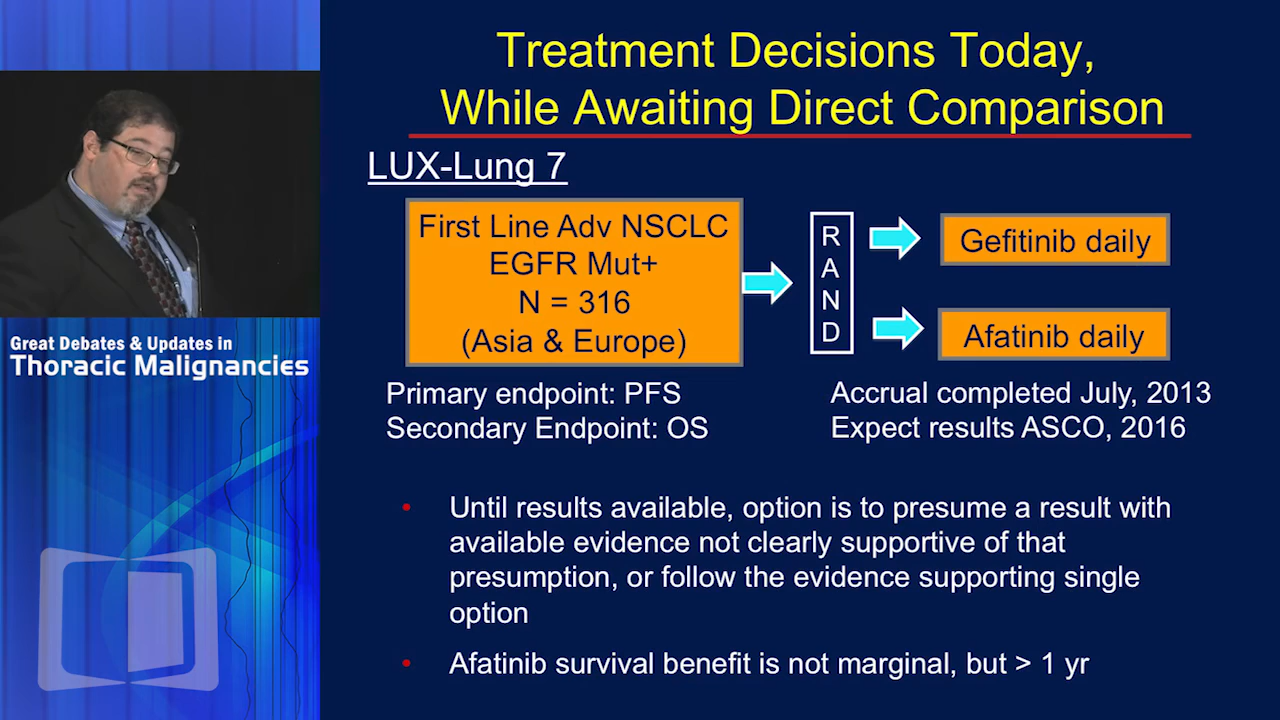 Treatment Decisions Today,
While Awaiting Direct Comparison
LUX-Lung 7
First Line Adv NSCLC
EGFR Mut+
N = 316
(Asia & Europe)
R
A
N
D
Gefitinib daily
Afatinib daily
Primary endpoint: PFS
Secondary Endpoint: OS
Accrual completed July, 2013
Expect results ASCO, 2016
• Until results available, option is to presume a result with
available evidence not clearly supportive of that
presumption, or follow the evidence supporting single
option
• Afatinib survival benefit is not marginal, but > 1 yr
Great Debates & Updates in
Thoracic Malignancies